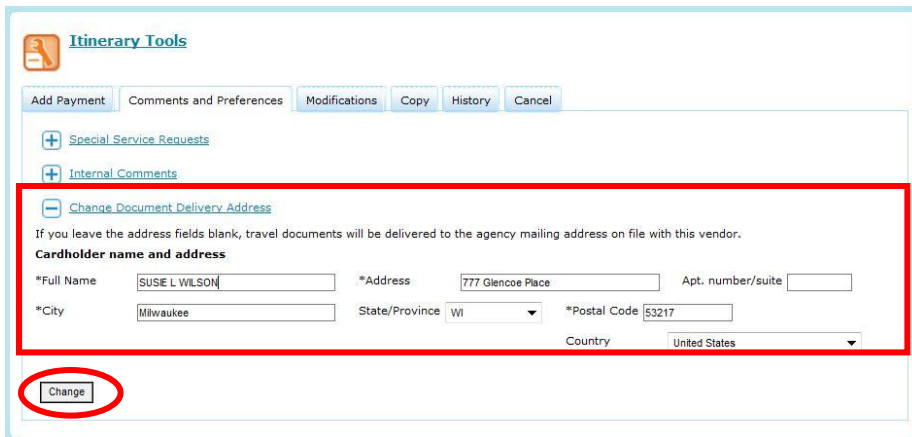 Itinerary Tools
Add Payment Comments and Preferences Modifications Copy History Cancel
Special Service Requests
Internal Comments
Change Document Delivery Address
If you leave the address fields blank, travel documents will be delivered to the agency mailing address on file with this vendor.
Cardholder name and address
*Full Name SUSIE L WILSON *Address 777 Glencoe Place Apt. number/suite
*City Milwaukee State/Province WI *Postal Code 53217
Country United States
Change